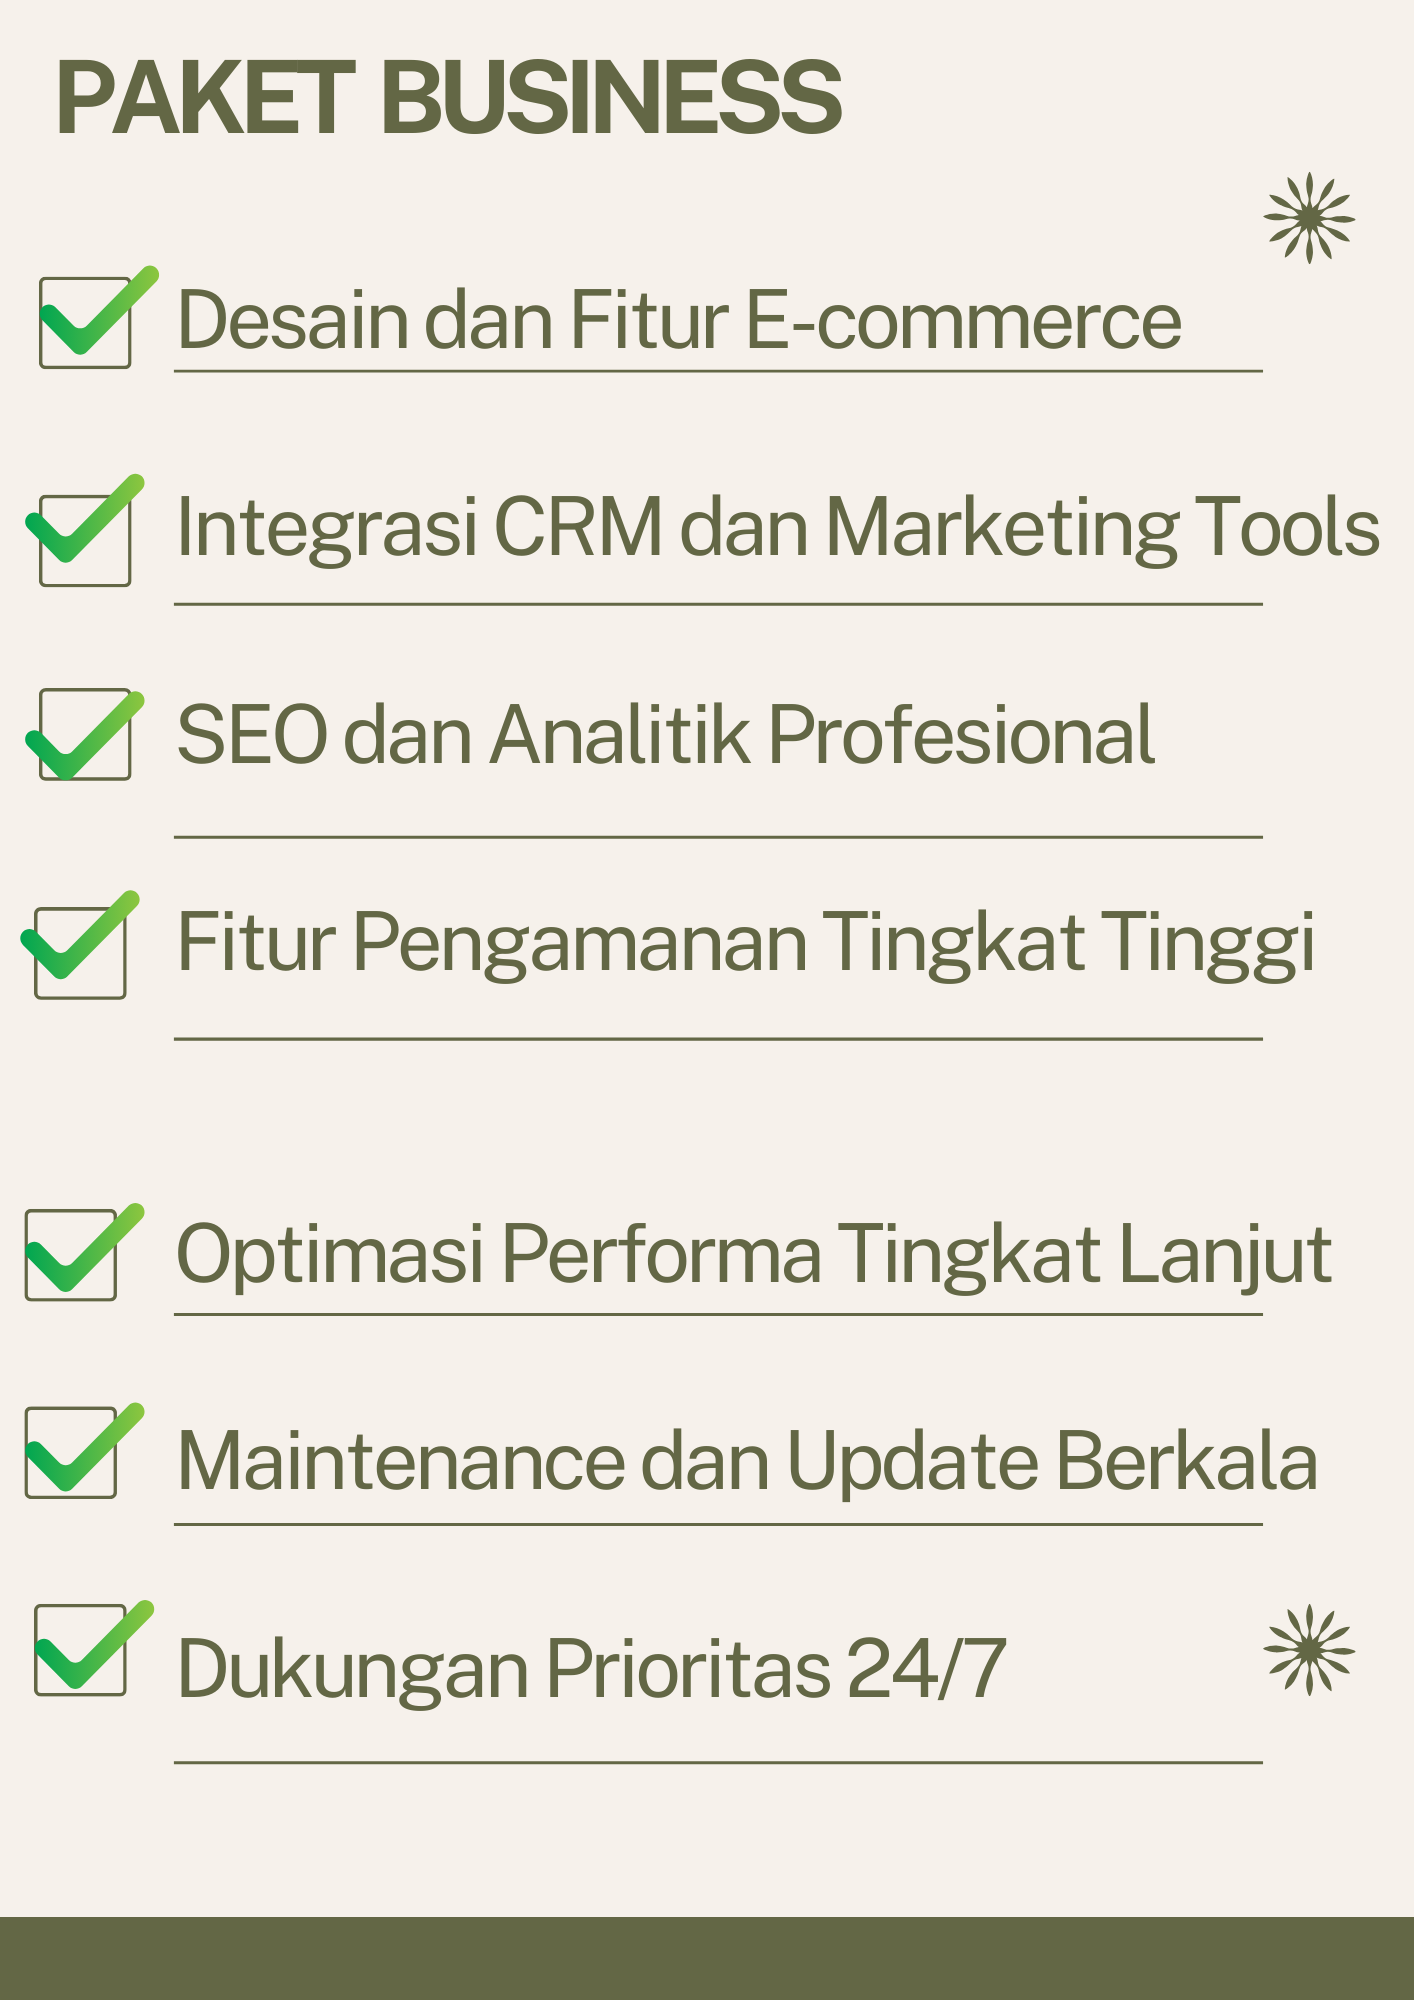 PAKET BUSINESS
Desain dan Fitur E-commerce
Integrasi CRM dan Marketing Tools
SEO dan Analitik Profesional
Fitur Pengamanan Tingkat Tinggi
Optimasi Performa Tingkat Lanjut
Maintenance dan Update Berkala
Dukungan Prioritas 24/7